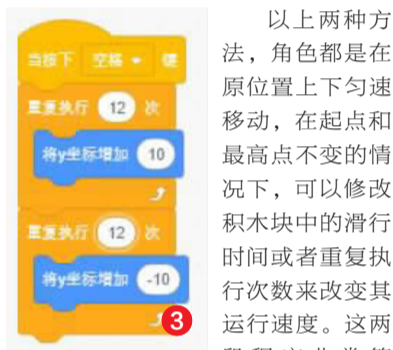 当按下 空格 键
重复执行 12 次
将y坐标增加 10
重复执行 12 次
将y坐标增加 -10
3
以上两种方
法，角色都是在
原位置上下匀速
移动，在起点和
最高点不变的情
况下，可以修改
积木块中的滑行
时间或者重复执
行次数来改变其
运行速度。这两